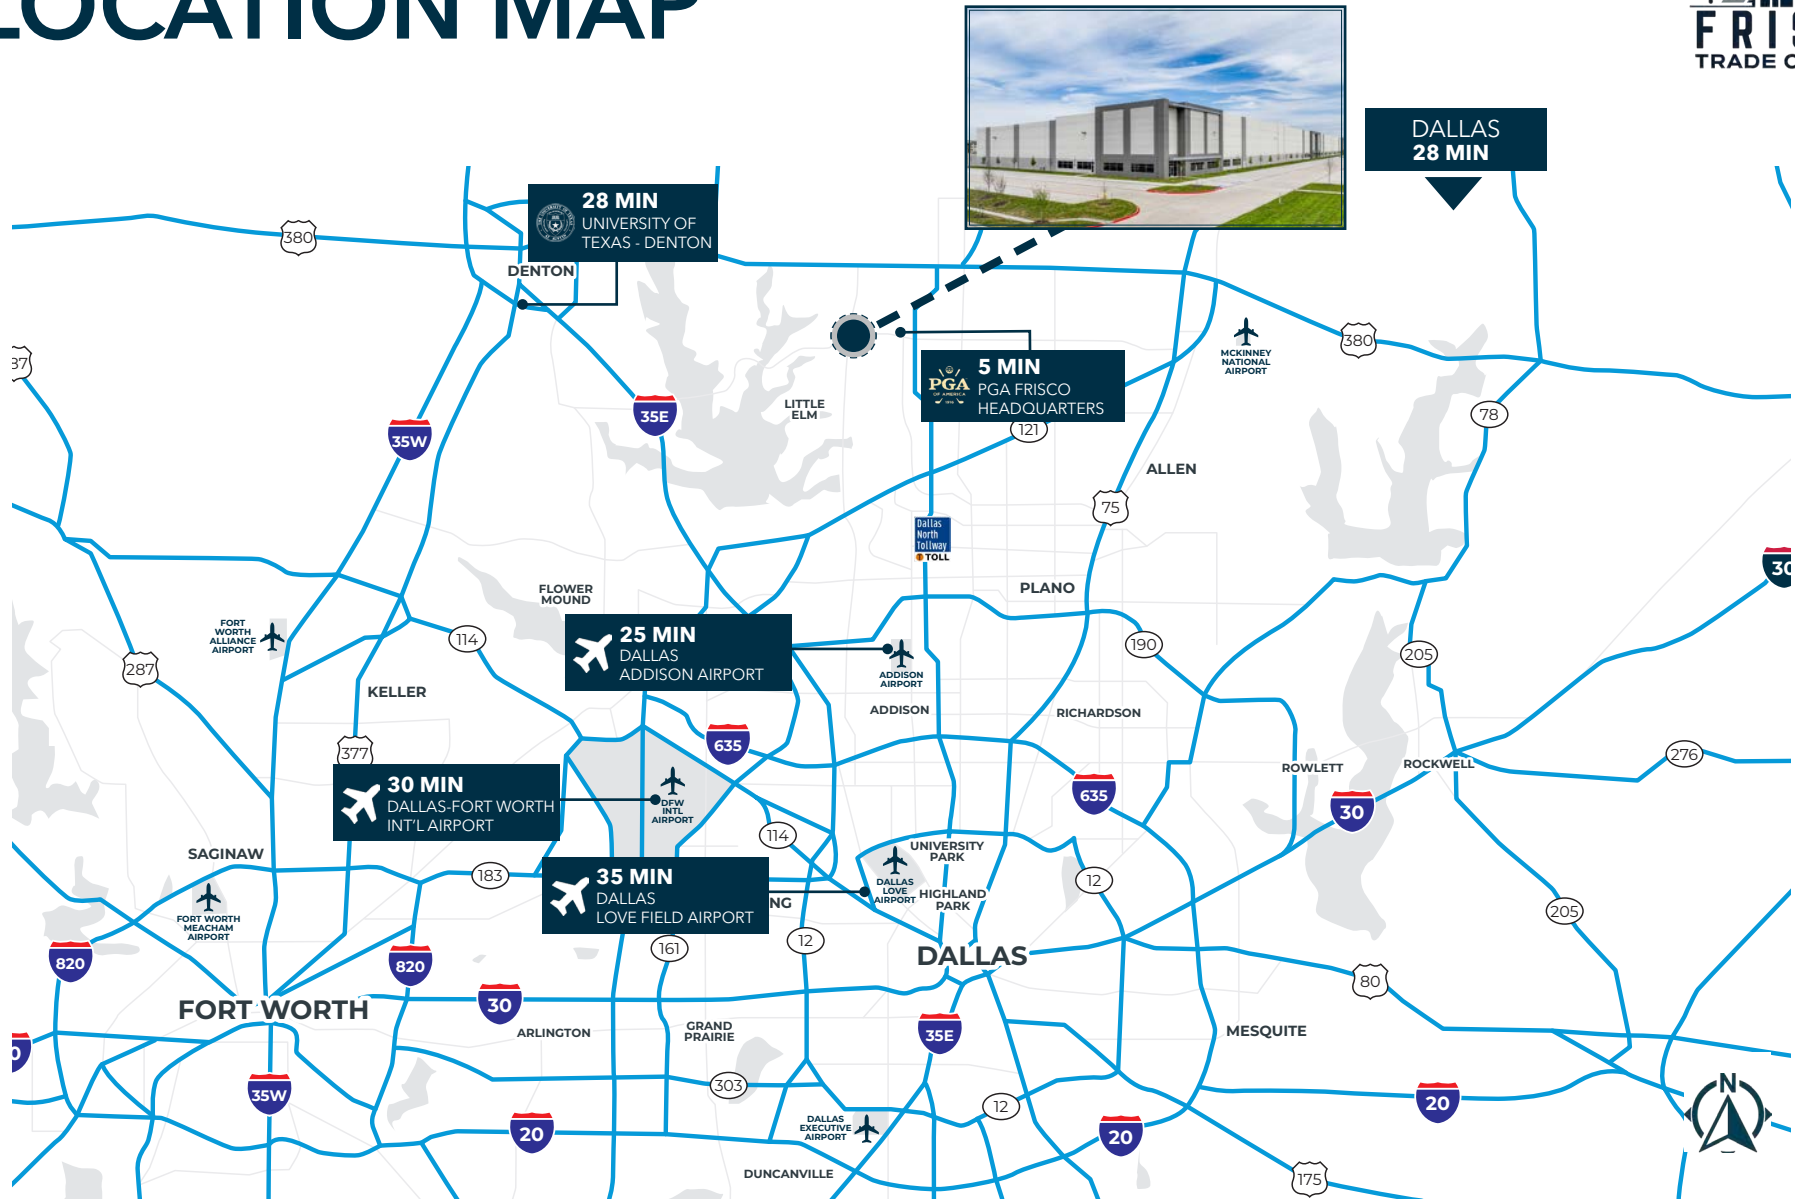 LOCATION MAP
TRADE
DALLAS
28 MIN
28 MIN
UNIVERSITY OF
TEXAS - DENTON
380
DENTON
5 MIN
PGA FRISCO
HEADQUARTERS
PGA
OF AMERICA
MCKINNEY
NATIONAL
AIRPORT
380
87
LITTLE
ELM
35E
35W
121
78
ALLEN
75
Dallas
North
Tollway
TOLL
30
PLANO
FLOWER
MOUND
FORT
WORTH
ALLIANCE
AIRPORT
114
25 MIN
DALLAS
ADDISON AIRPORT
ADDISON
AIRPORT
190
205
287
KELLER
ADDISON
RICHARDSON
377
635
276
ROWLETT
ROCKWELL
30 MIN
DALLAS-FORT WORTH
INT'L AIRPORT
DFW
INTL
AIRPORT
635
30
114
SAGINAW
183
UNIVERSITY
PARK
35 MIN
DALLAS
LOVE FIELD AIRPORT
NG
DALLAS
LOVE
AIRPORT
HIGHLAND
PARK
12
205
FORT WORTH
MEACHAM
AIRPORT
820
820
161
12
DALLAS
80
FORT WORTH
30
ARLINGTON
GRAND
PRAIRIE
35E
MESQUITE
0
35W
303
12
20
N
20
DALLAS
EXECUTIVE
AIRPORT
20
DUNCANVILLE
175